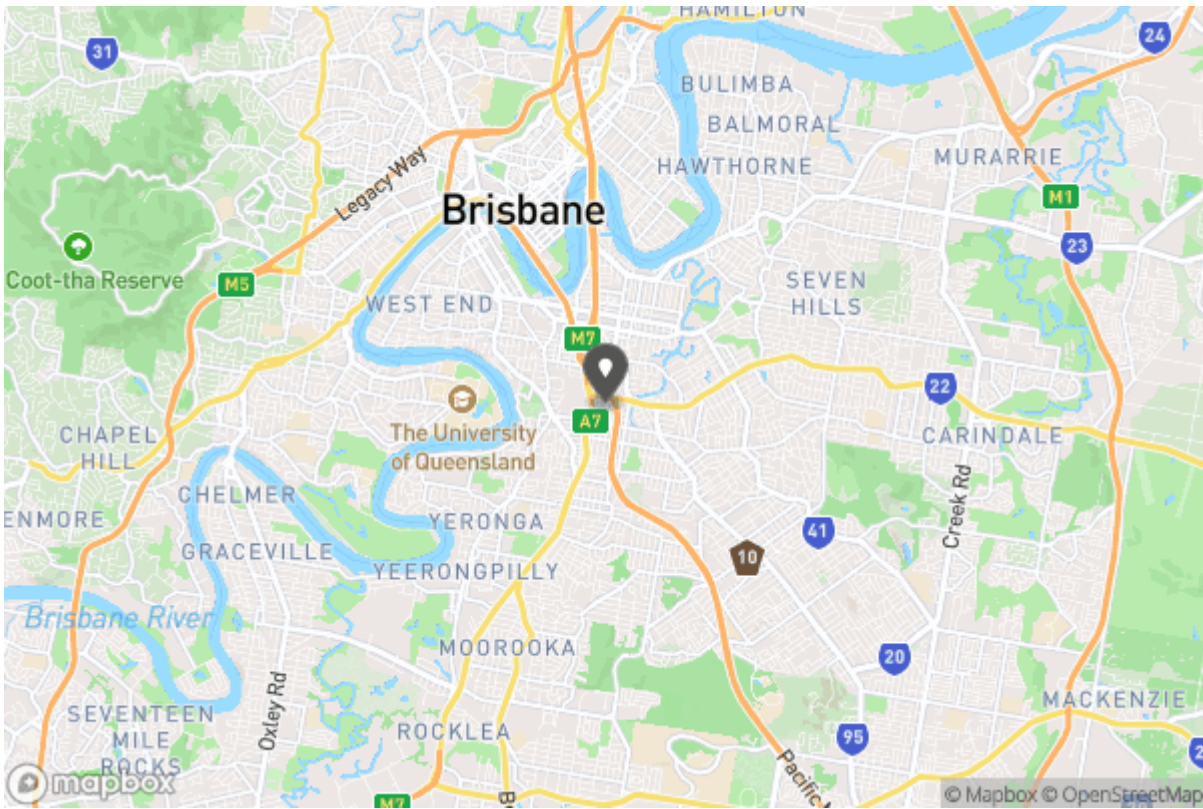 HAMILTON
31
24
BULIMBA
BALMORAL
Legacy Way
HAWTHORNE
MURARRIE
M1
Brisbane
23
Coot-tha Reserve
M5
SEVEN
HILLS
WEST END
M7
22
A7
The University
of Queensland
CHAPEL
HILL
CARINDALE
CHELMER
Creek Rd
ENMORE
YERONGA
41
GRACEVILLE
10
YEERONGPILLY
Brisbane River
MOOROOKA
20
Oxley Rd
MACKENZIE
SEVENTEEN
MILE
ROCKS
ROCKLEA
95
Pacific M
2
mapbox
M7
Be
© Mapbox © OpenStreetMap